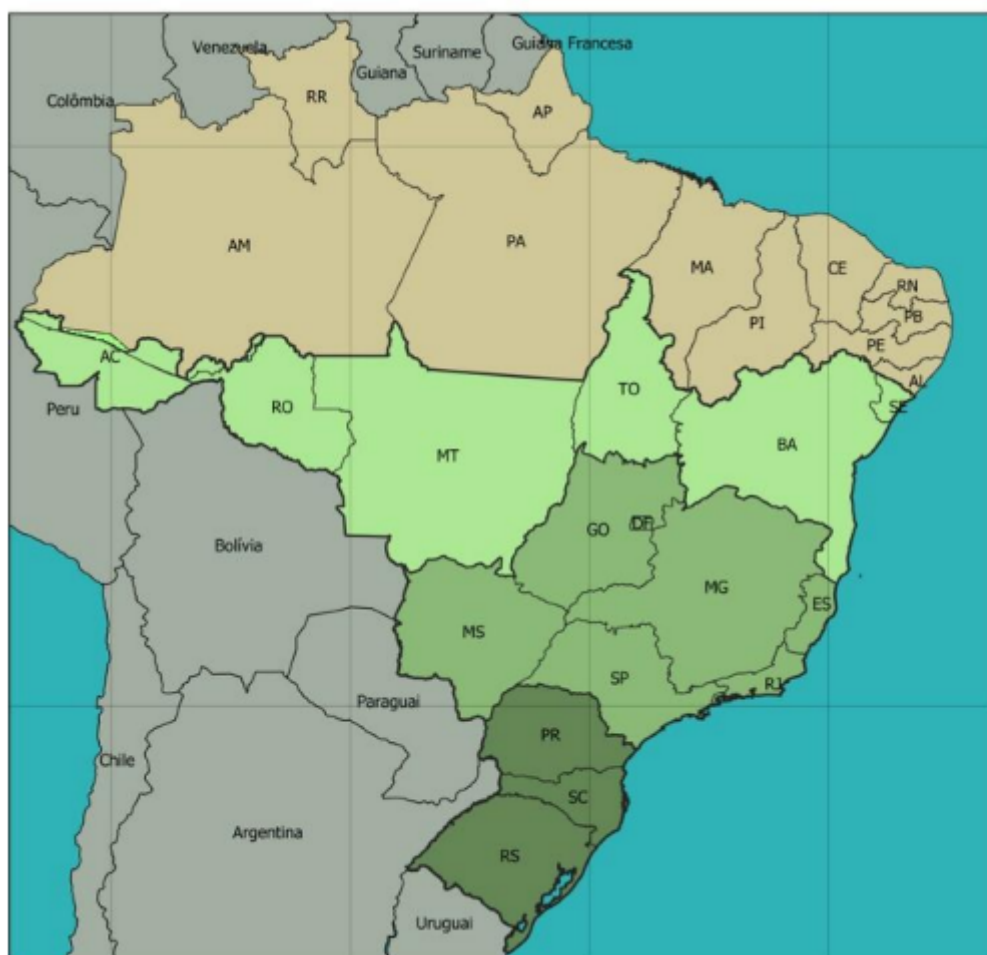 Venezuela
Guiana Francesa
Suriname
Guiana
Colômbia
RR
AP
AM
PA
MA
CE
RN
PB
PI
PE
AL
AC
SE
Peru
RO
TO
MT
BA
GO
DF
Bolívia
MG
ES
MS
SP
RJ
Paraguai
PR
Chile
SC
Argentina
RS
Uruguai